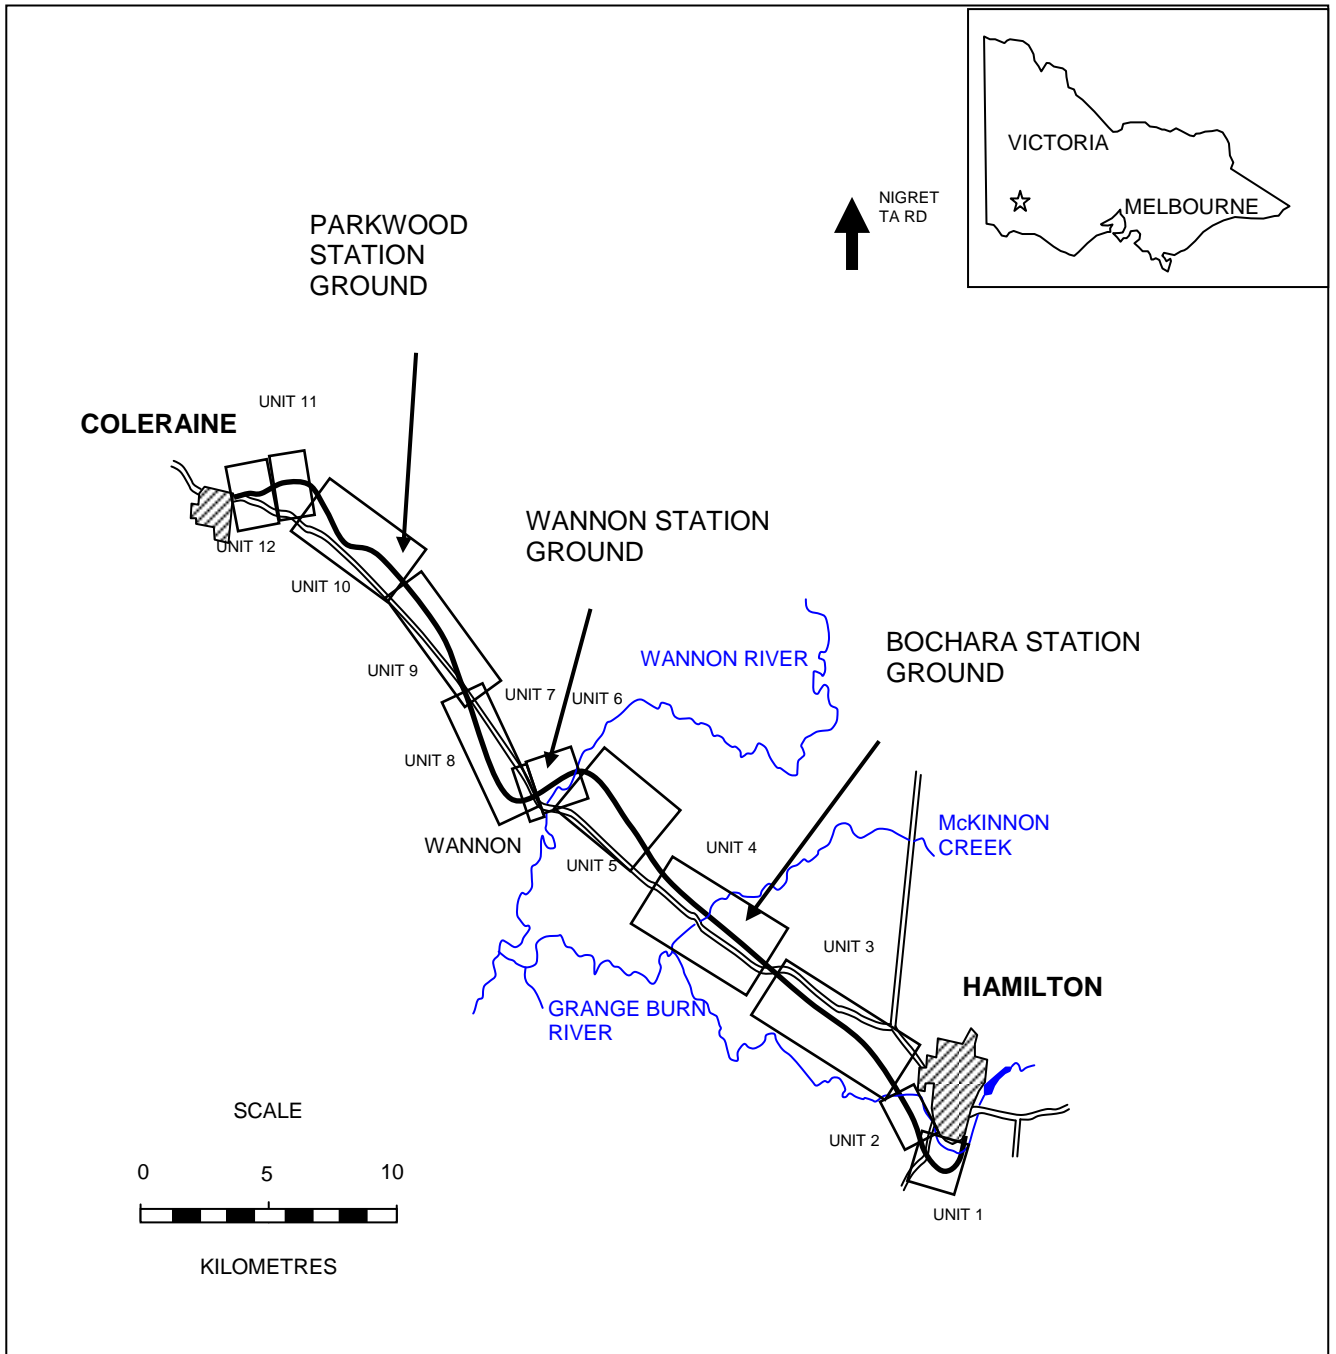 VICTORIA
MELBOURNE
NIGRET
TA RD
PARKWOOD
STATION
GROUND
UNIT 11
COLERAINE
UNIT 12
UNIT 10
WANNON STATION
GROUND
UNIT 9
UNIT 7
UNIT 6
WANNON RIVER
BOCHARA STATION
GROUND
UNIT 8
WANNON
UNIT 5
UNIT 4
McKINNON
CREEK
UNIT 3
HAMILTON
GRANGE BURN
RIVER
UNIT 2
UNIT 1
SCALE
0 5 10
KILOMETRES